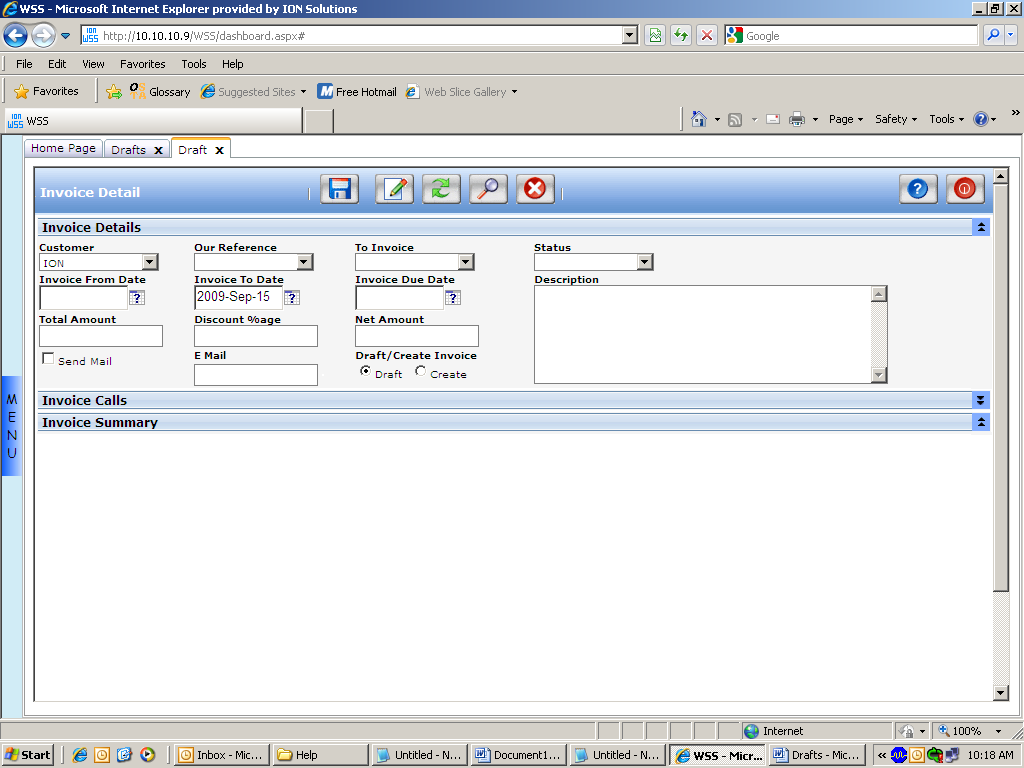 WSS - Microsoft Internet Explorer provided by ION Solutions
ION WSS http://10.10.10.9/WSS/dashboard.aspx# Google
File Edit View Favorites Tools Help
Favorites Glossary Suggested Sites Free Hotmail Web Slice Gallery
ION WSS WSS Page Safety Tools »
Home Page Drafts x Draft x
Invoice Detail
Invoice Details
Customer Our Reference To Invoice Status
ION
Invoice From Date Invoice To Date Invoice Due Date Description
2009-Sep-15
Total Amount Discount %age Net Amount
Send Mail E Mail Draft/Create Invoice
Draft Create
MENU
Invoice Calls
Invoice Summary
Internet 100%
Start Inbox - Mic... Help Untitled - N... Document1... Untitled - N... WSS - Micr... Drafts - Mic... « 10:18 AM